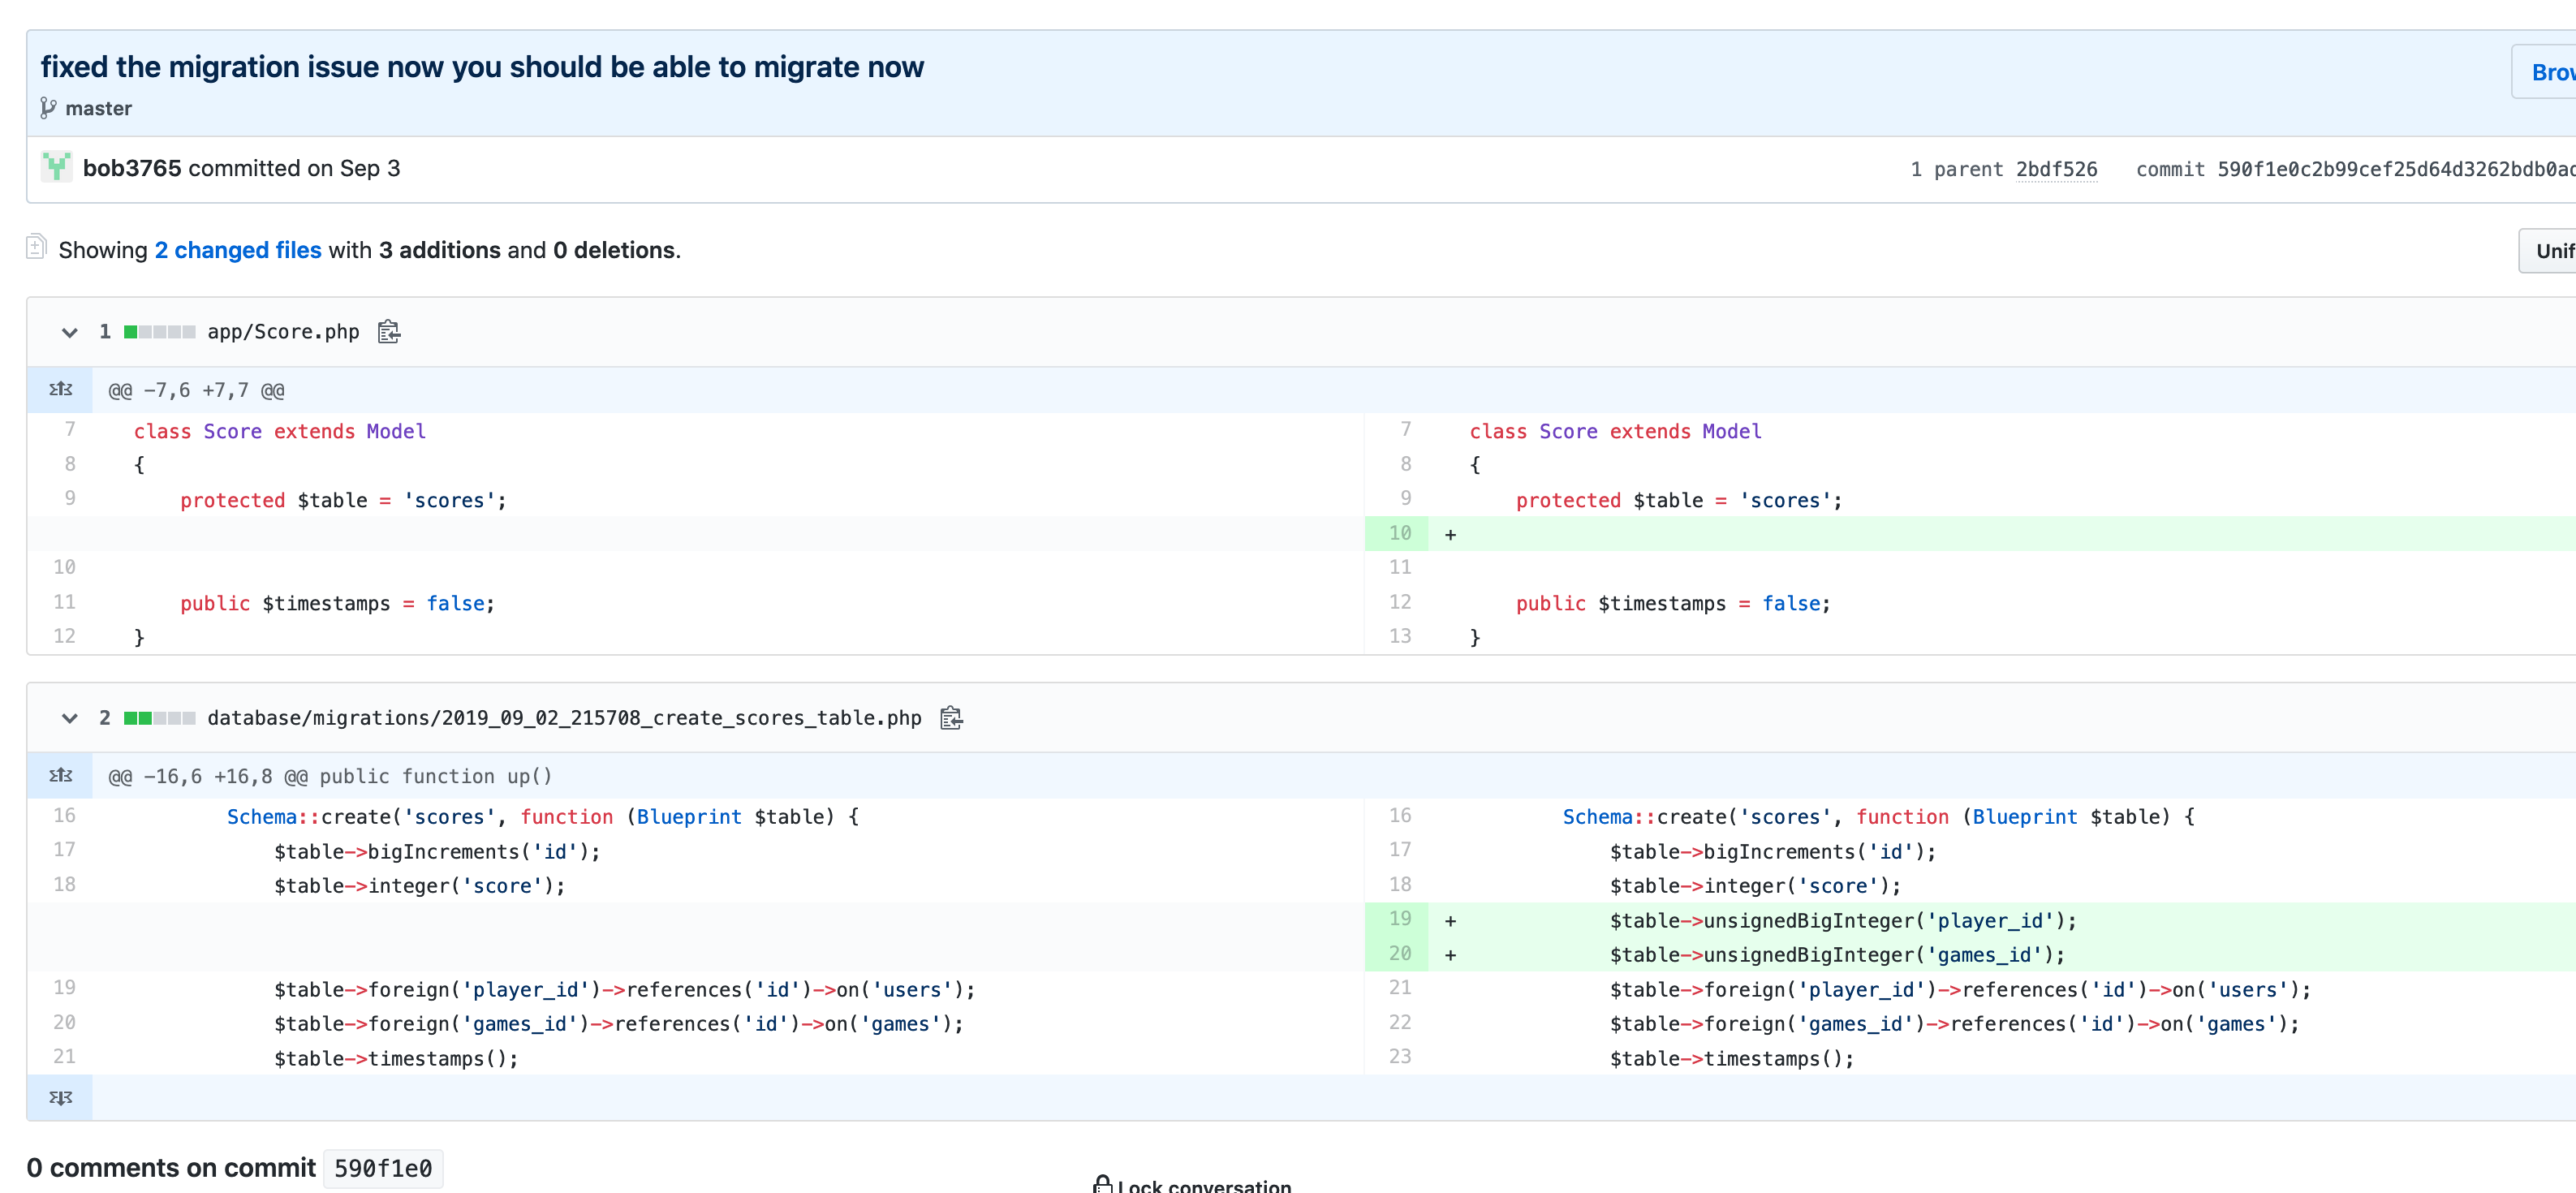 fixed the migration issue now you should be able to migrate now
master
bob3765 committed on Sep 3
1 parent 2bdf526 commit 590f1e0c2b99cef25d64d3262bdb0a
Showing 2 changed files with 3 additions and 0 deletions.
1 app/Score.php
@@ -7,6 +7,7 @@
7 class Score extends Model
8 {
9 protected $table = 'scores';
10
11 public $timestamps = false;
12 }
7 class Score extends Model
8 {
9 protected $table = 'scores';
10 +
11
12 public $timestamps = false;
13 }
2 database/migrations/2019_09_02_215708_create_scores_table.php
@@ -16,6 +16,8 @@ public function up()
16 Schema::create('scores', function (Blueprint $table) {
17 $table->bigIncrements('id');
18 $table->integer('score');
19 $table->foreign('player_id')->references('id')->on('users');
20 $table->foreign('games_id')->references('id')->on('games');
21 $table->timestamps();
16 Schema::create('scores', function (Blueprint $table) {
17 $table->bigIncrements('id');
18 $table->integer('score');
19 + $table->unsignedBigInteger('player_id');
20 + $table->unsignedBigInteger('games_id');
21 $table->foreign('player_id')->references('id')->on('users');
22 $table->foreign('games_id')->references('id')->on('games');
23 $table->timestamps();
0 comments on commit 590f1e0
Lock conversation